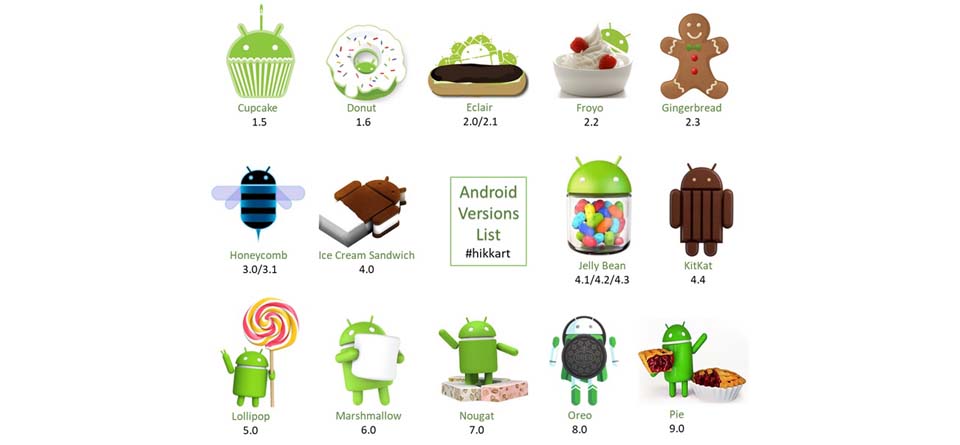 Cupcake
1.5
Donut
1.6
Eclair
2.0/2.1
Froyo
2.2
Gingerbread
2.3
Honeycomb
3.0/3.1
Ice Cream Sandwich
4.0
Android
Versions
List
#hikkart
Jelly Bean
4.1/4.2/4.3
KitKat
4.4
Lollipop
5.0
Marshmallow
6.0
Nougat
7.0
OREO
Oreo
8.0
Pie
9.0